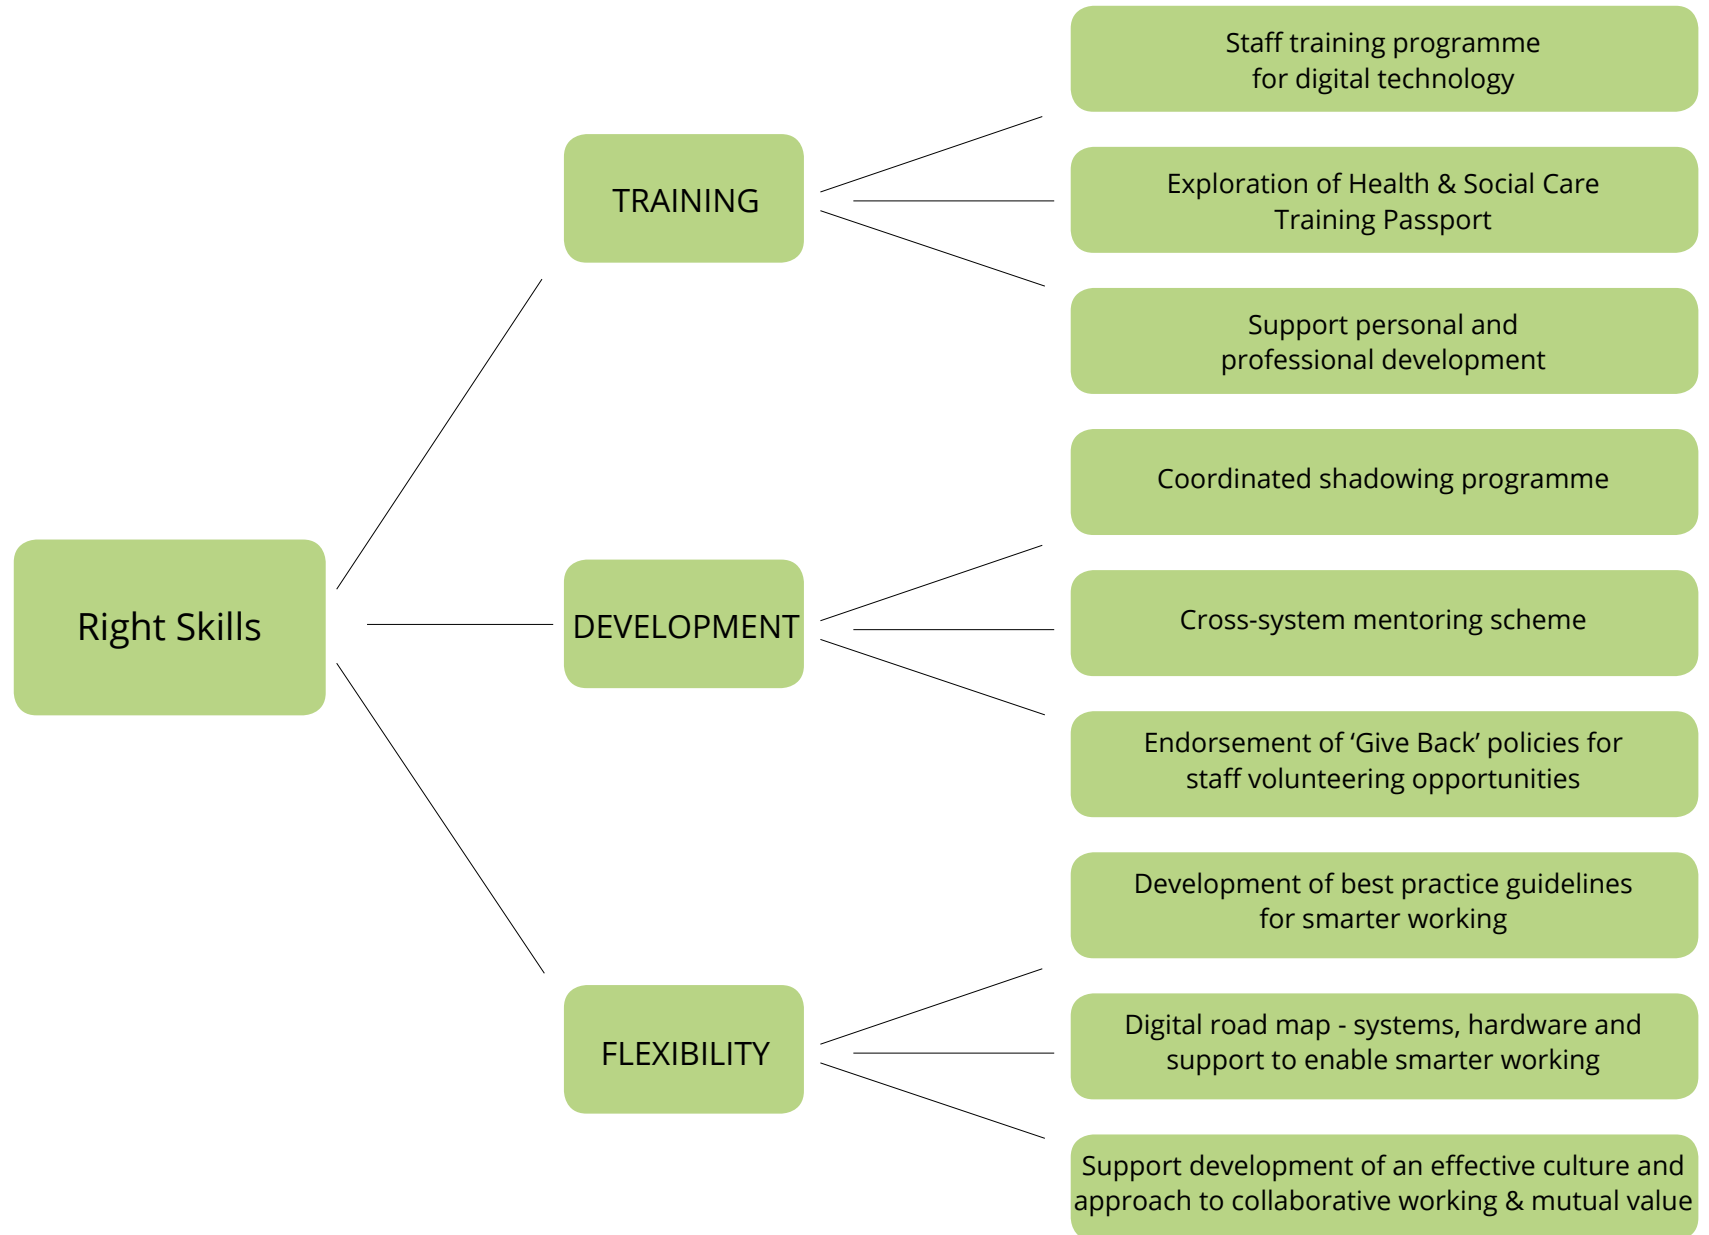 Right Skills
TRAINING
Staff training programme
for digital technology
Exploration of Health & Social Care
Training Passport
Support personal and
professional development
DEVELOPMENT
Coordinated shadowing programme
Cross-system mentoring scheme
Endorsement of ‘Give Back’ policies for
staff volunteering opportunities
FLEXIBILITY
Development of best practice guidelines
for smarter working
Digital road map - systems, hardware and
support to enable smarter working
Support development of an effective culture and
approach to collaborative working & mutual value